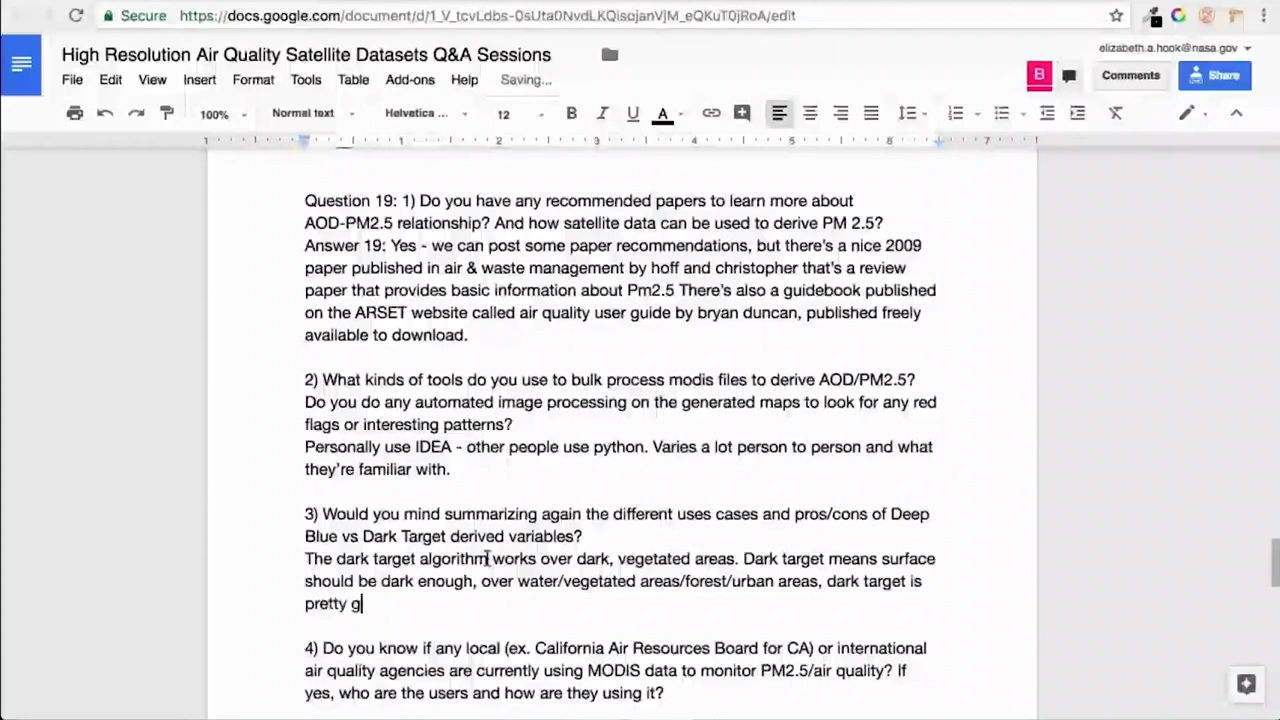 Secure https://docs.google.com/document/d/1_V_tcvLdbs-0sUta0NvdLKQisojanVjM_eQKuT0jRoA/edit
High Resolution Air Quality Satellite Datasets Q&A Sessions
elizabeth.a.hook@nasa.gov
File Edit View Insert Format Tools Table Add-ons Help Saving...
B Comments Share
100% Normal text Helvetica ... 12 B I U A
1 1 2 3 4 5 6 7
Question 19: 1) Do you have any recommended papers to learn more about
AOD-PM2.5 relationship? And how satellite data can be used to derive PM 2.5?
Answer 19: Yes - we can post some paper recommendations, but there's a nice 2009
paper published in air & waste management by hoff and christopher that's a review
paper that provides basic information about Pm2.5 There's also a guidebook published
on the ARSET website called air quality user guide by bryan duncan, published freely
available to download.
2) What kinds of tools do you use to bulk process modis files to derive AOD/PM2.5?
Do you do any automated image processing on the generated maps to look for any red
flags or interesting patterns?
Personally use IDEA - other people use python. Varies a lot person to person and what
they're familiar with.
3) Would you mind summarizing again the different uses cases and pros/cons of Deep
Blue vs Dark Target derived variables?
The dark target algorithm works over dark, vegetated areas. Dark target means surface
should be dark enough, over water/vegetated areas/forest/urban areas, dark target is
pretty g
4) Do you know if any local (ex. California Air Resources Board for CA) or international
air quality agencies are currently using MODIS data to monitor PM2.5/air quality? If
yes, who are the users and how are they using it?